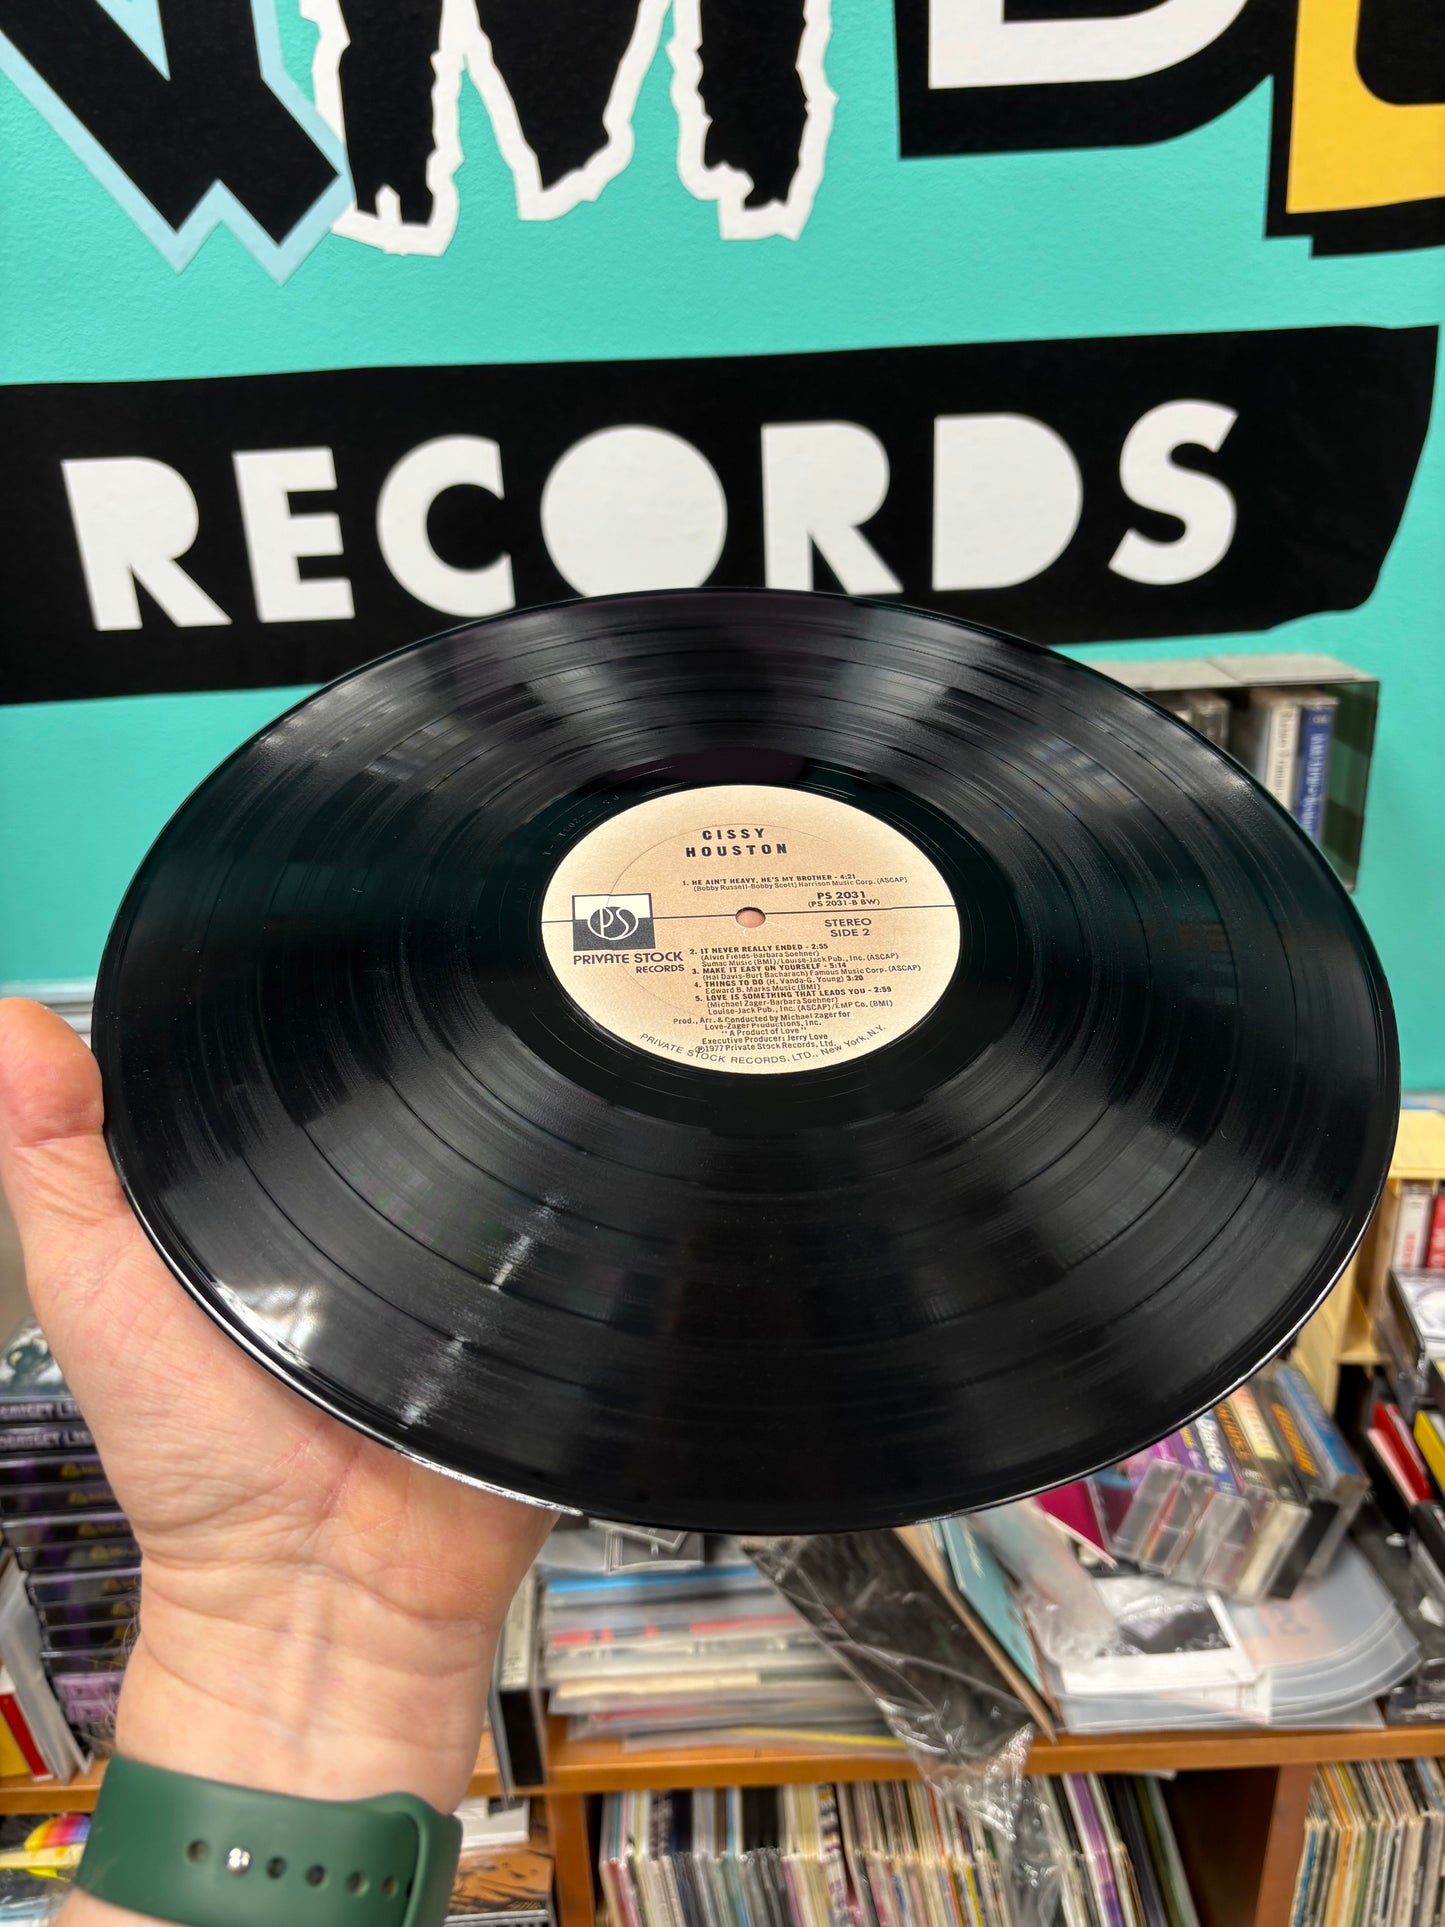 RECORDS
CISSY
HOUSTON
1. HE AIN'T HEAVY, HE'S MY BROTHER - 4:21
(Bobby Russell-Bobby Scott) Harrison Music Corp. (ASCAP)
PS 2031
(PS 2031-B BW)
STEREO
SIDE 2
PS
PRIVATE STOCK
RECORDS
2. IT NEVER REALLY ENDED - 2:55
(Alvin Fields-Barbara Soehner)
Sumac Music (BMI)/Louise-Jack Pub., Inc. (ASCAP)
3. MAKE IT EASY ON YOURSELF - 5:14
(Hal David-Burt Bacharach) Famous Music Corp. (ASCAP)
4. THINGS TO DO (H. Vanda-G. Young) 3:20
Edward B. Marks Music (BMI)
5. LOVE IS SOMETHING THAT LEADS YOU - 2:59
(Michael Zager-Barbara Soehner)
Louise-Jack Pub., Inc. (ASCAP)/EMP Co. (BMI)
Prod., Arr. & Conducted by Michael Zager for
Love-Zager Productions, Inc.
"A Product of Love"
Executive Producer: Jerry Love
℗1977 Private Stock Records, Ltd.
PRIVATE STOCK RECORDS, LTD., New York, N.Y.